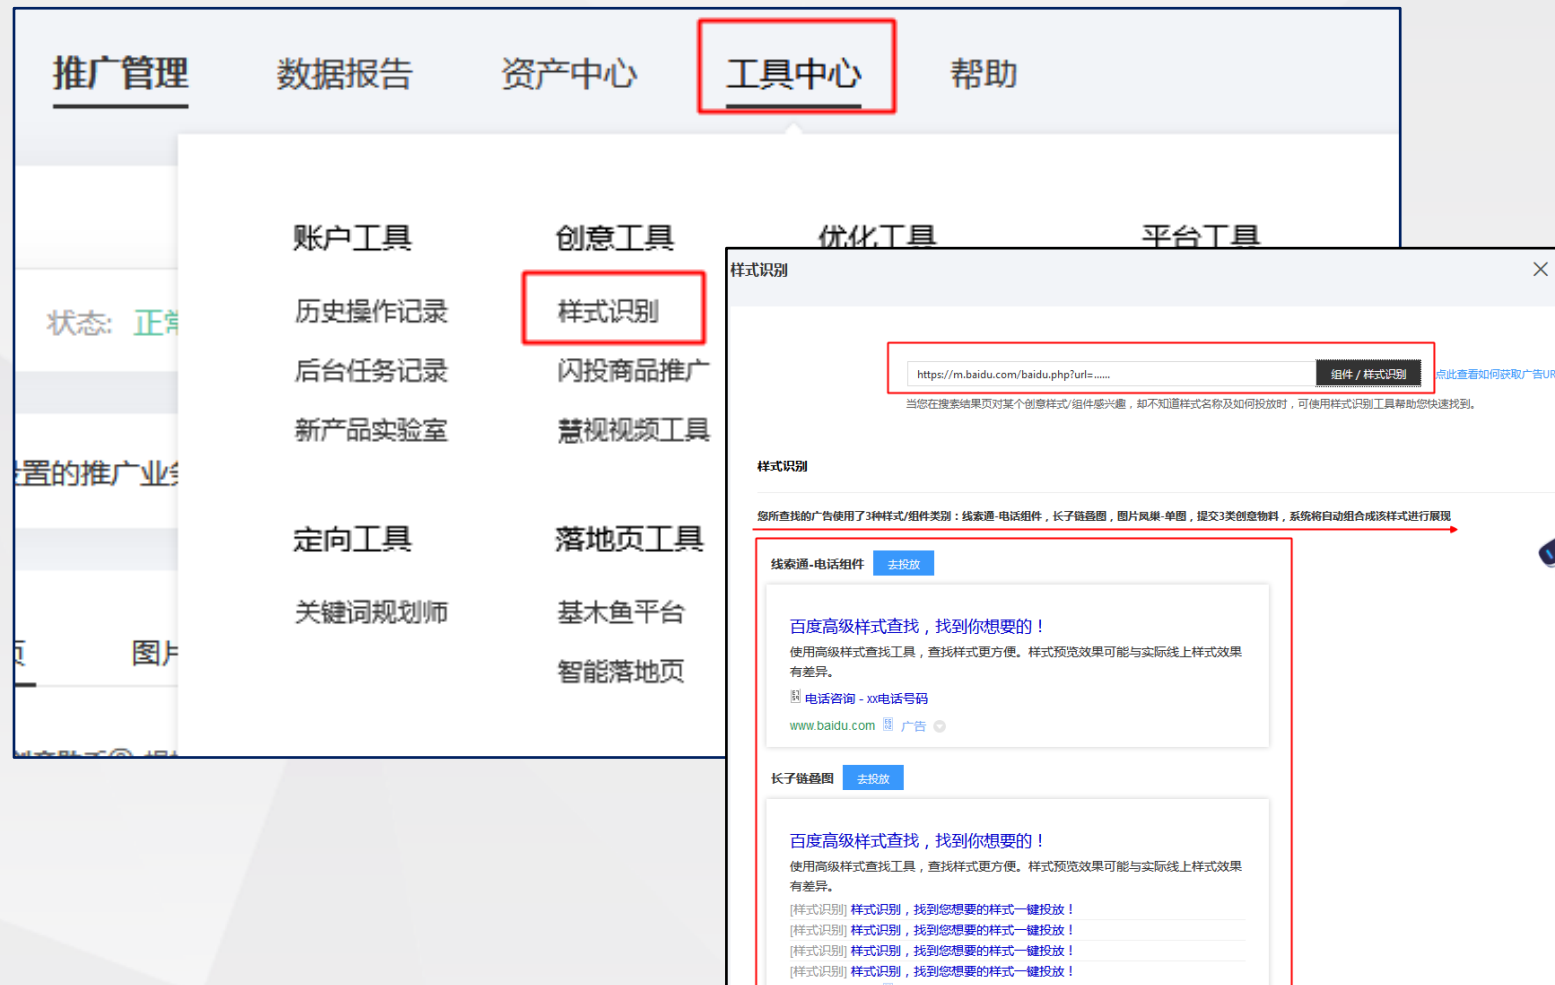 推广管理
数据报告
资产中心
工具中心
帮助
账户工具
创意工具
优化工具
平台工具
历史操作记录
样式识别
后台任务记录
闪投商品推广
新产品实验室
慧视视频工具
定向工具
落地页工具
关键词规划师
基木鱼平台
智能落地页
状态: 正常
置的推广业务
图片
样式识别
https://m.baidu.com/baidu.php?url=......
组件 / 样式识别
点此查看如何获取广告UR
当您在搜索结果页对某个创意样式/组件感兴趣，却不知道样式名称及如何投放时，可使用样式识别工具帮助您快速找到。
样式识别
您所查找的广告使用了3种样式/组件类别：线索通-电话组件，长子链叠图，图片凤巢-单图，提交3类创意物料，系统将自动组合成该样式进行展现
线索通-电话组件 去投放
百度高级样式查找，找到你想要的！
使用高级样式查找工具，查找样式更方便。样式预览效果可能与实际线上样式效果
有差异。
电话咨询 - xx电话号码
www.baidu.com 广告
长子链叠图 去投放
百度高级样式查找，找到你想要的！
使用高级样式查找工具，查找样式更方便。样式预览效果可能与实际线上样式效果
有差异。
[样式识别] 样式识别，找到您想要的样式一键投放！
[样式识别] 样式识别，找到您想要的样式一键投放！
[样式识别] 样式识别，找到您想要的样式一键投放！
[样式识别] 样式识别，找到您想要的样式一键投放！